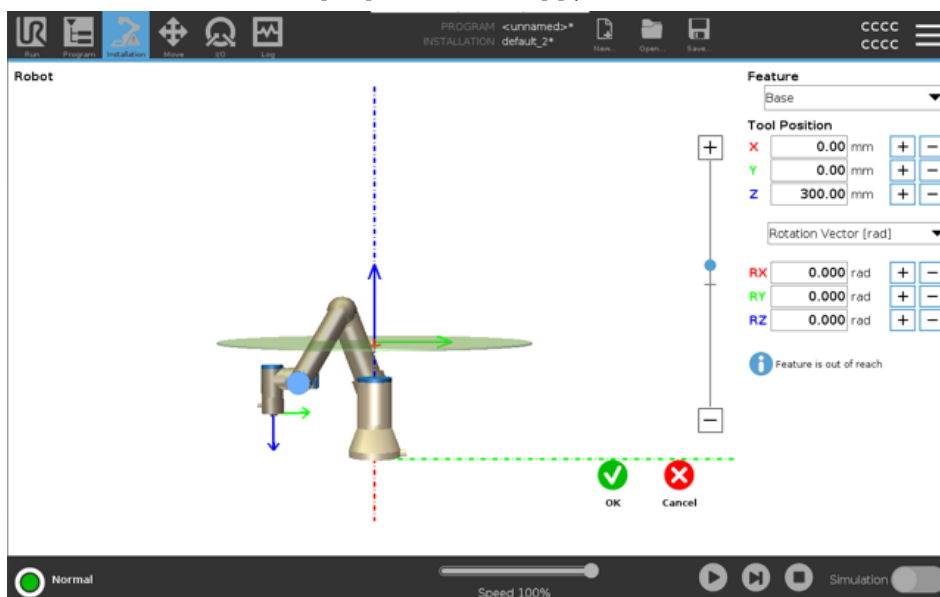 UR
Run
Program
Installation
Move
I/O
Log
PROGRAM <unnamed>*
INSTALLATION default_2*
New...
Open...
Save...
cccc
cccc
Robot
Feature
Base
Tool Position
X 0.00 mm + −
Y 0.00 mm + −
Z 300.00 mm + −
Rotation Vector [rad]
RX 0.000 rad + −
RY 0.000 rad + −
RZ 0.000 rad + −
i Feature is out of reach
+
−
OK
Cancel
Normal
Speed 100%
Simulation